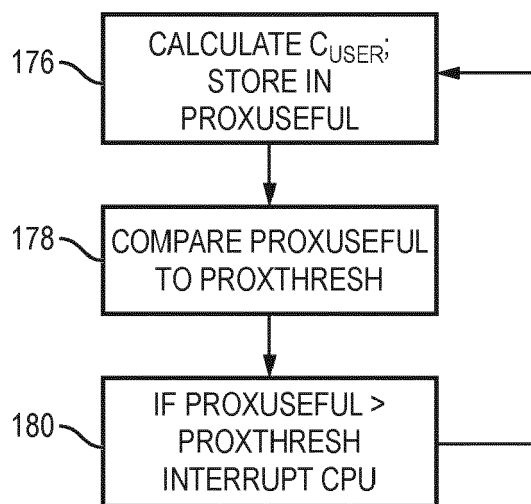 176
CALCULATE C_USER;
STORE IN
PROXUSEFUL
178
COMPARE PROXUSEFUL
TO PROXTHRESH
180
IF PROXUSEFUL >
PROXTHRESH
INTERRUPT CPU